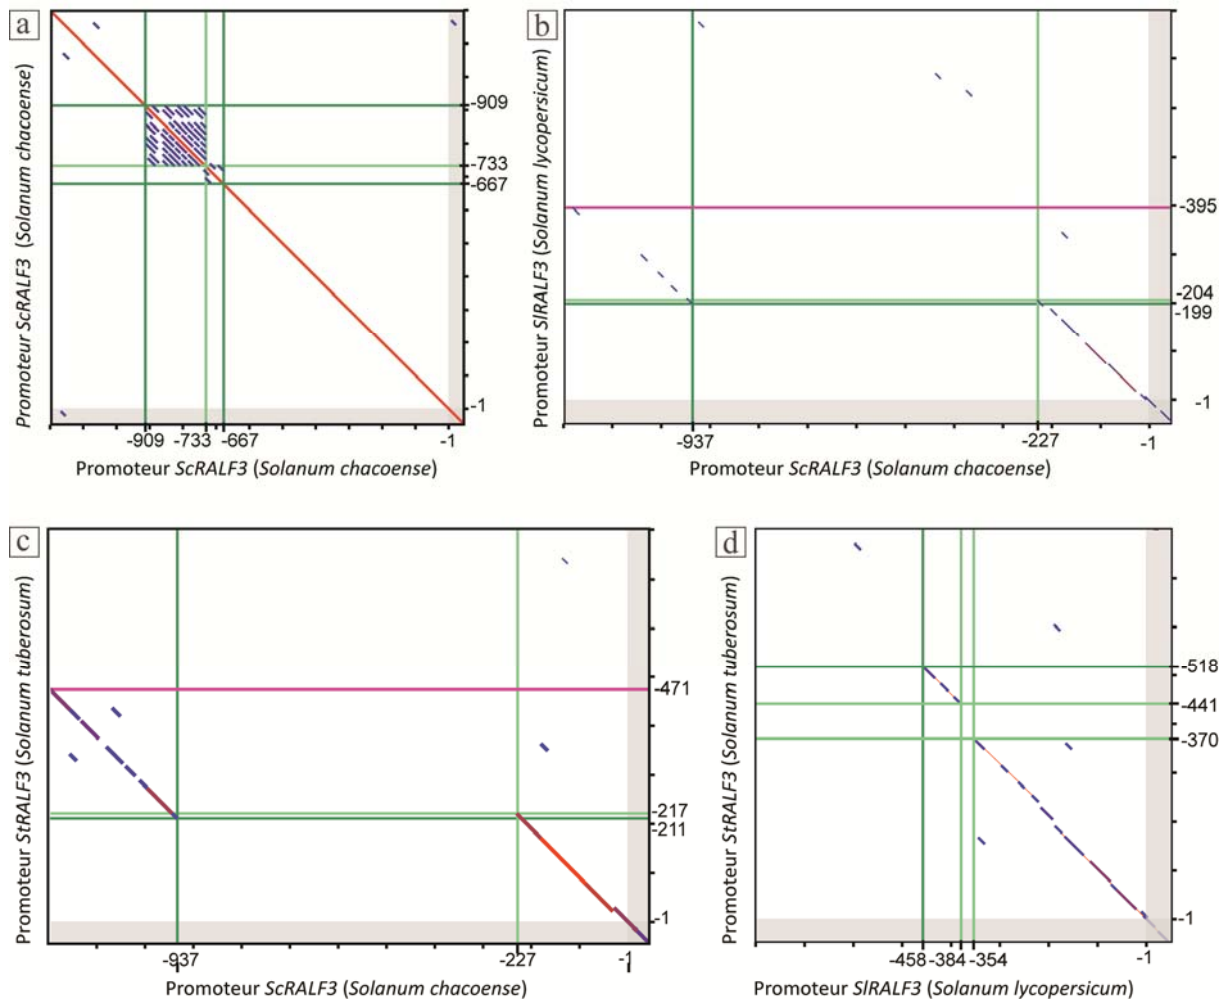 a
Promoteur ScRALF3 (Solanum chacoense)
-909
-733
-667
-1
-909 -733 -667 -1
Promoteur ScRALF3 (Solanum chacoense)
b
Promoteur SlRALF3 (Solanum lycopersicum)
-395
-204
-199
-1
-937 -227 -1
Promoteur ScRALF3 (Solanum chacoense)
c
Promoteur StRALF3 (Solanum tuberosum)
-471
-217
-211
-1
-937 -227 -1
Promoteur ScRALF3 (Solanum chacoense)
d
Promoteur StRALF3 (Solanum tuberosum)
-518
-441
-370
-1
-458 -384 -354 -1
Promoteur SlRALF3 (Solanum lycopersicum)